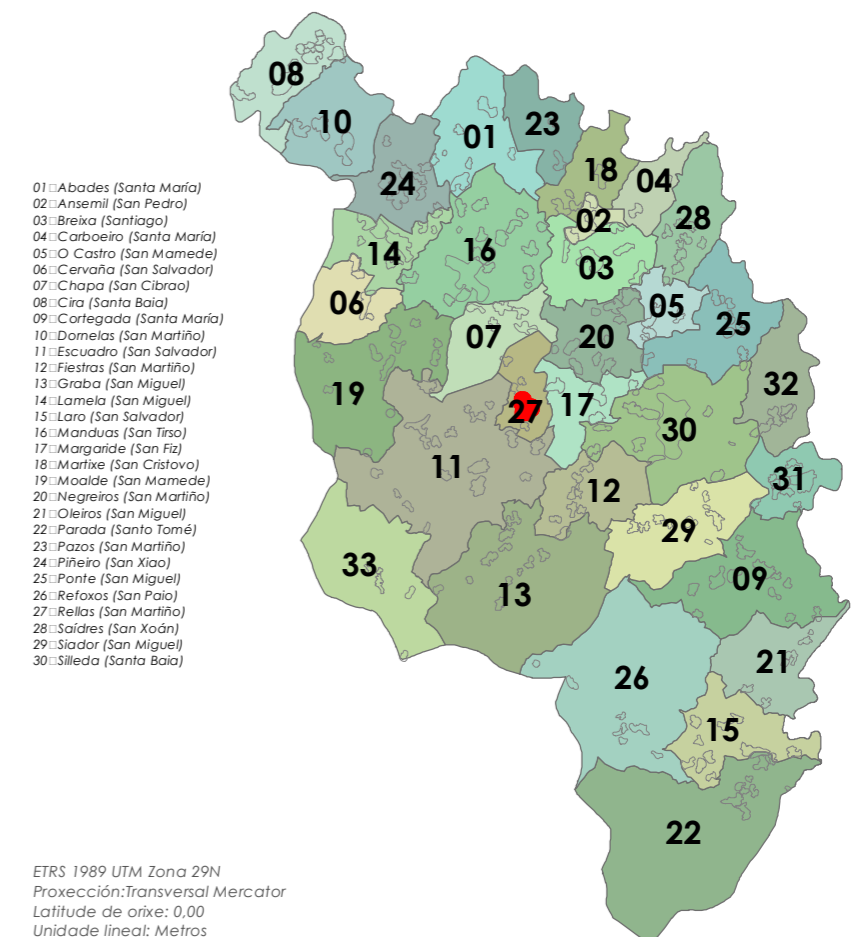 08
10
01
23
24
18
04
02
28
14
16
03
06
05
07
20
25
19
27
17
32
30
11
12
31
29
33
13
09
26
21
15
22
01□Abades (Santa María)
02□Ansemil (San Pedro)
03□Breixa (Santiago)
04□Carboeiro (Santa María)
05□O Castro (San Mamede)
06□Cervaña (San Salvador)
07□Chapa (San Cibrao)
08□Cira (Santa Baia)
09□Cortegada (Santa María)
10□Dornelas (San Martiño)
11□Escuadro (San Salvador)
12□Fiestras (San Martiño)
13□Graba (San Miguel)
14□Lamela (San Miguel)
15□Laro (San Salvador)
16□Manduas (San Tirso)
17□Margaride (San Fiz)
18□Martixe (San Cristovo)
19□Moalde (San Mamede)
20□Negreiros (San Martiño)
21□Oleiros (San Miguel)
22□Parada (Santo Tomé)
23□Pazos (San Martiño)
24□Piñeiro (San Xiao)
25□Ponte (San Miguel)
26□Refoxos (San Paio)
27□Rellas (San Martiño)
28□Saídres (San Xoán)
29□Siador (San Miguel)
30□Silleda (Santa Baia)
ETRS 1989 UTM Zona 29N
Proxección:Transversal Mercator
Latitude de orixe: 0,00
Unidade lineal: Metros